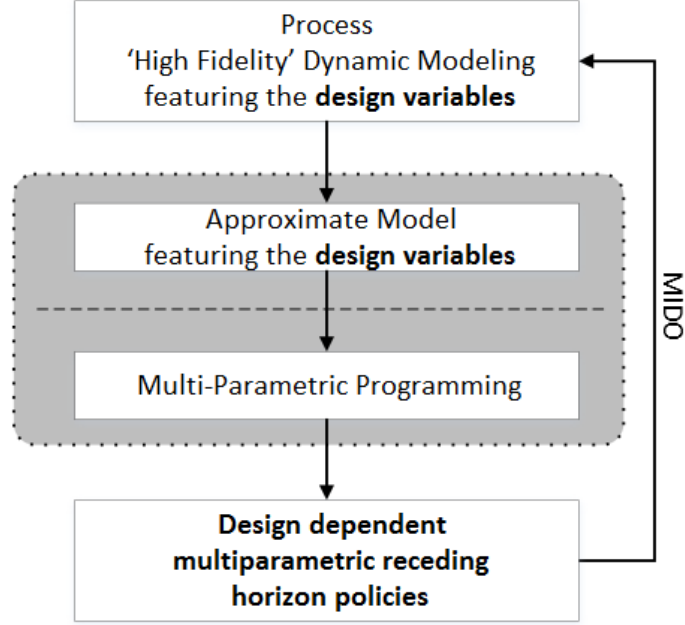 Process
‘High Fidelity’ Dynamic Modeling
featuring the design variables
Approximate Model
featuring the design variables
Multi-Parametric Programming
Design dependent
multiparametric receding
horizon policies
MIDO